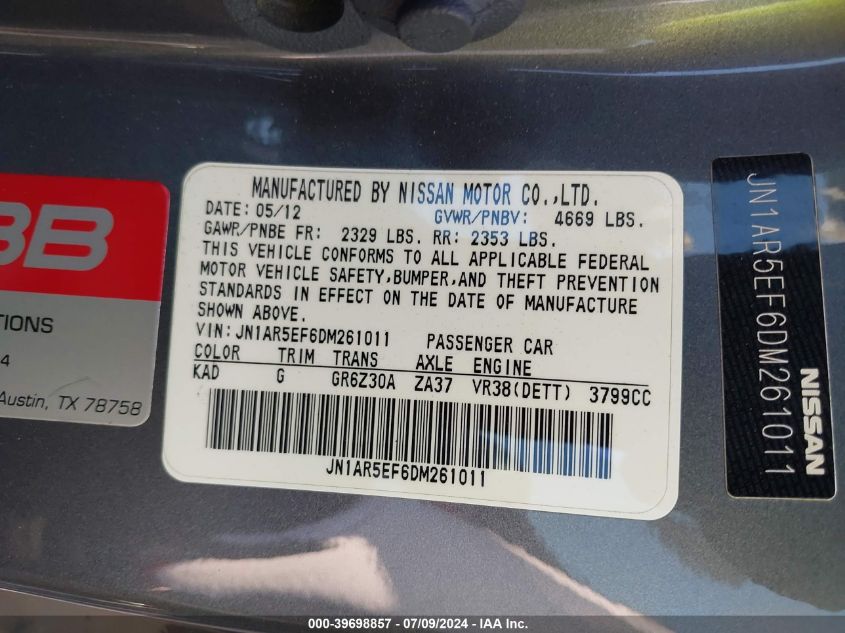 MANUFACTURED BY NISSAN MOTOR CO.,LTD.
DATE: 05/12 GVWR/PNBV: 4669 LBS.
GAWR/PNBE FR: 2329 LBS. RR: 2353 LBS.
THIS VEHICLE CONFORMS TO ALL APPLICABLE FEDERAL
MOTOR VEHICLE SAFETY,BUMPER,AND THEFT PREVENTION
STANDARDS IN EFFECT ON THE DATE OF MANUFACTURE
SHOWN ABOVE.
VIN:JN1AR5EF6DM261011 PASSENGER CAR
COLOR TRIM TRANS AXLE ENGINE
KAD G GR6Z30A ZA37 VR38(DETT) 3799CC
JN1AR5EF6DM261011
JN1AR5EF6DM261011
NISSAN
Austin, TX 78758
000-39698857 / 07/09/2024 - IAA Inc.